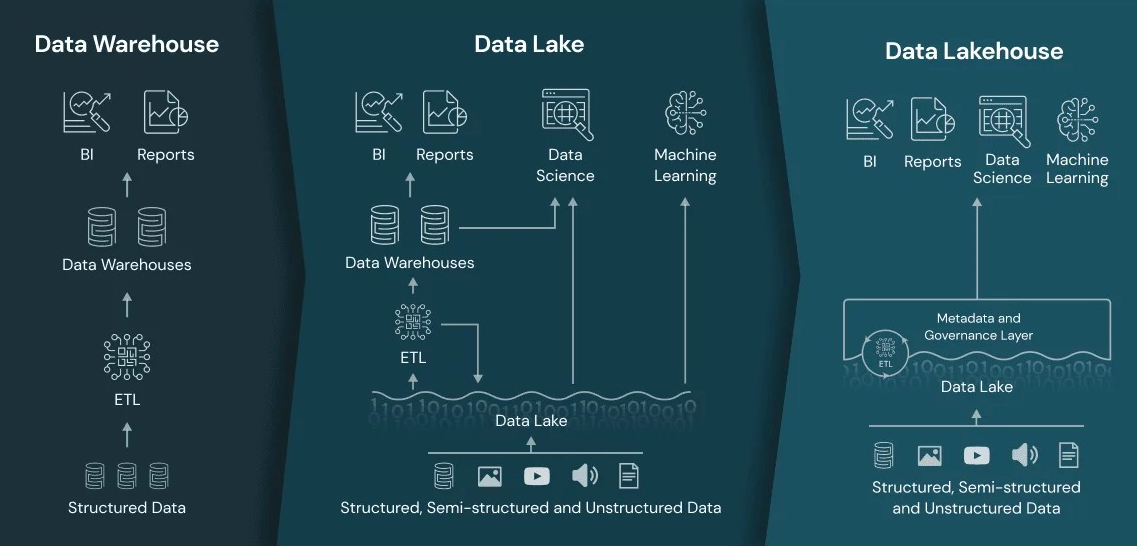 Data Warehouse
BI
Reports
Data Warehouses
ETL
Structured Data
Data Lake
BI
Reports
Data
Science
Machine
Learning
Data Warehouses
ETL
1101101010100101101010010
Data Lake
Structured, Semi-structured and Unstructured Data
Data Lakehouse
BI
Reports
Data
Science
Machine
Learning
Metadata and
Governance Layer
ETL
Data Lake
Structured, Semi-structured
and Unstructured Data